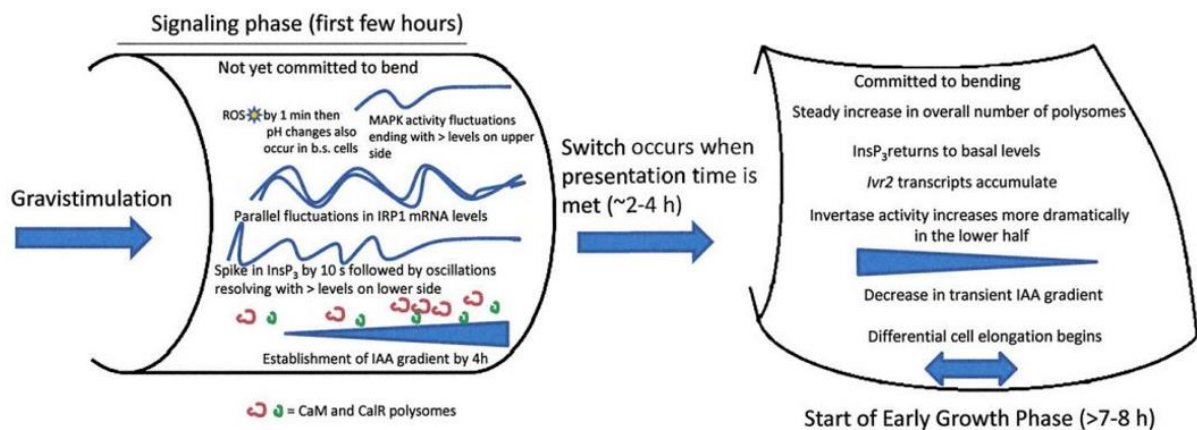 Signaling phase (first few hours)
Not yet committed to bend
ROS by 1 min then
pH changes also
occur in b.s. cells
MAPK activity fluctuations
ending with > levels on upper
side
Parallel fluctuations in IRP1 mRNA levels
Spike in InsP₃ by 10 s followed by oscillations
resolving with > levels on lower side
Establishment of IAA gradient by 4h
= CaM and CalR polysomes
Gravistimulation
Switch occurs when
presentation time is
met (~2-4 h)
Committed to bending
Steady increase in overall number of polysomes
InsP₃ returns to basal levels
Ivr2 transcripts accumulate
Invertase activity increases more dramatically
in the lower half
Decrease in transient IAA gradient
Differential cell elongation begins
Start of Early Growth Phase (>7-8 h)